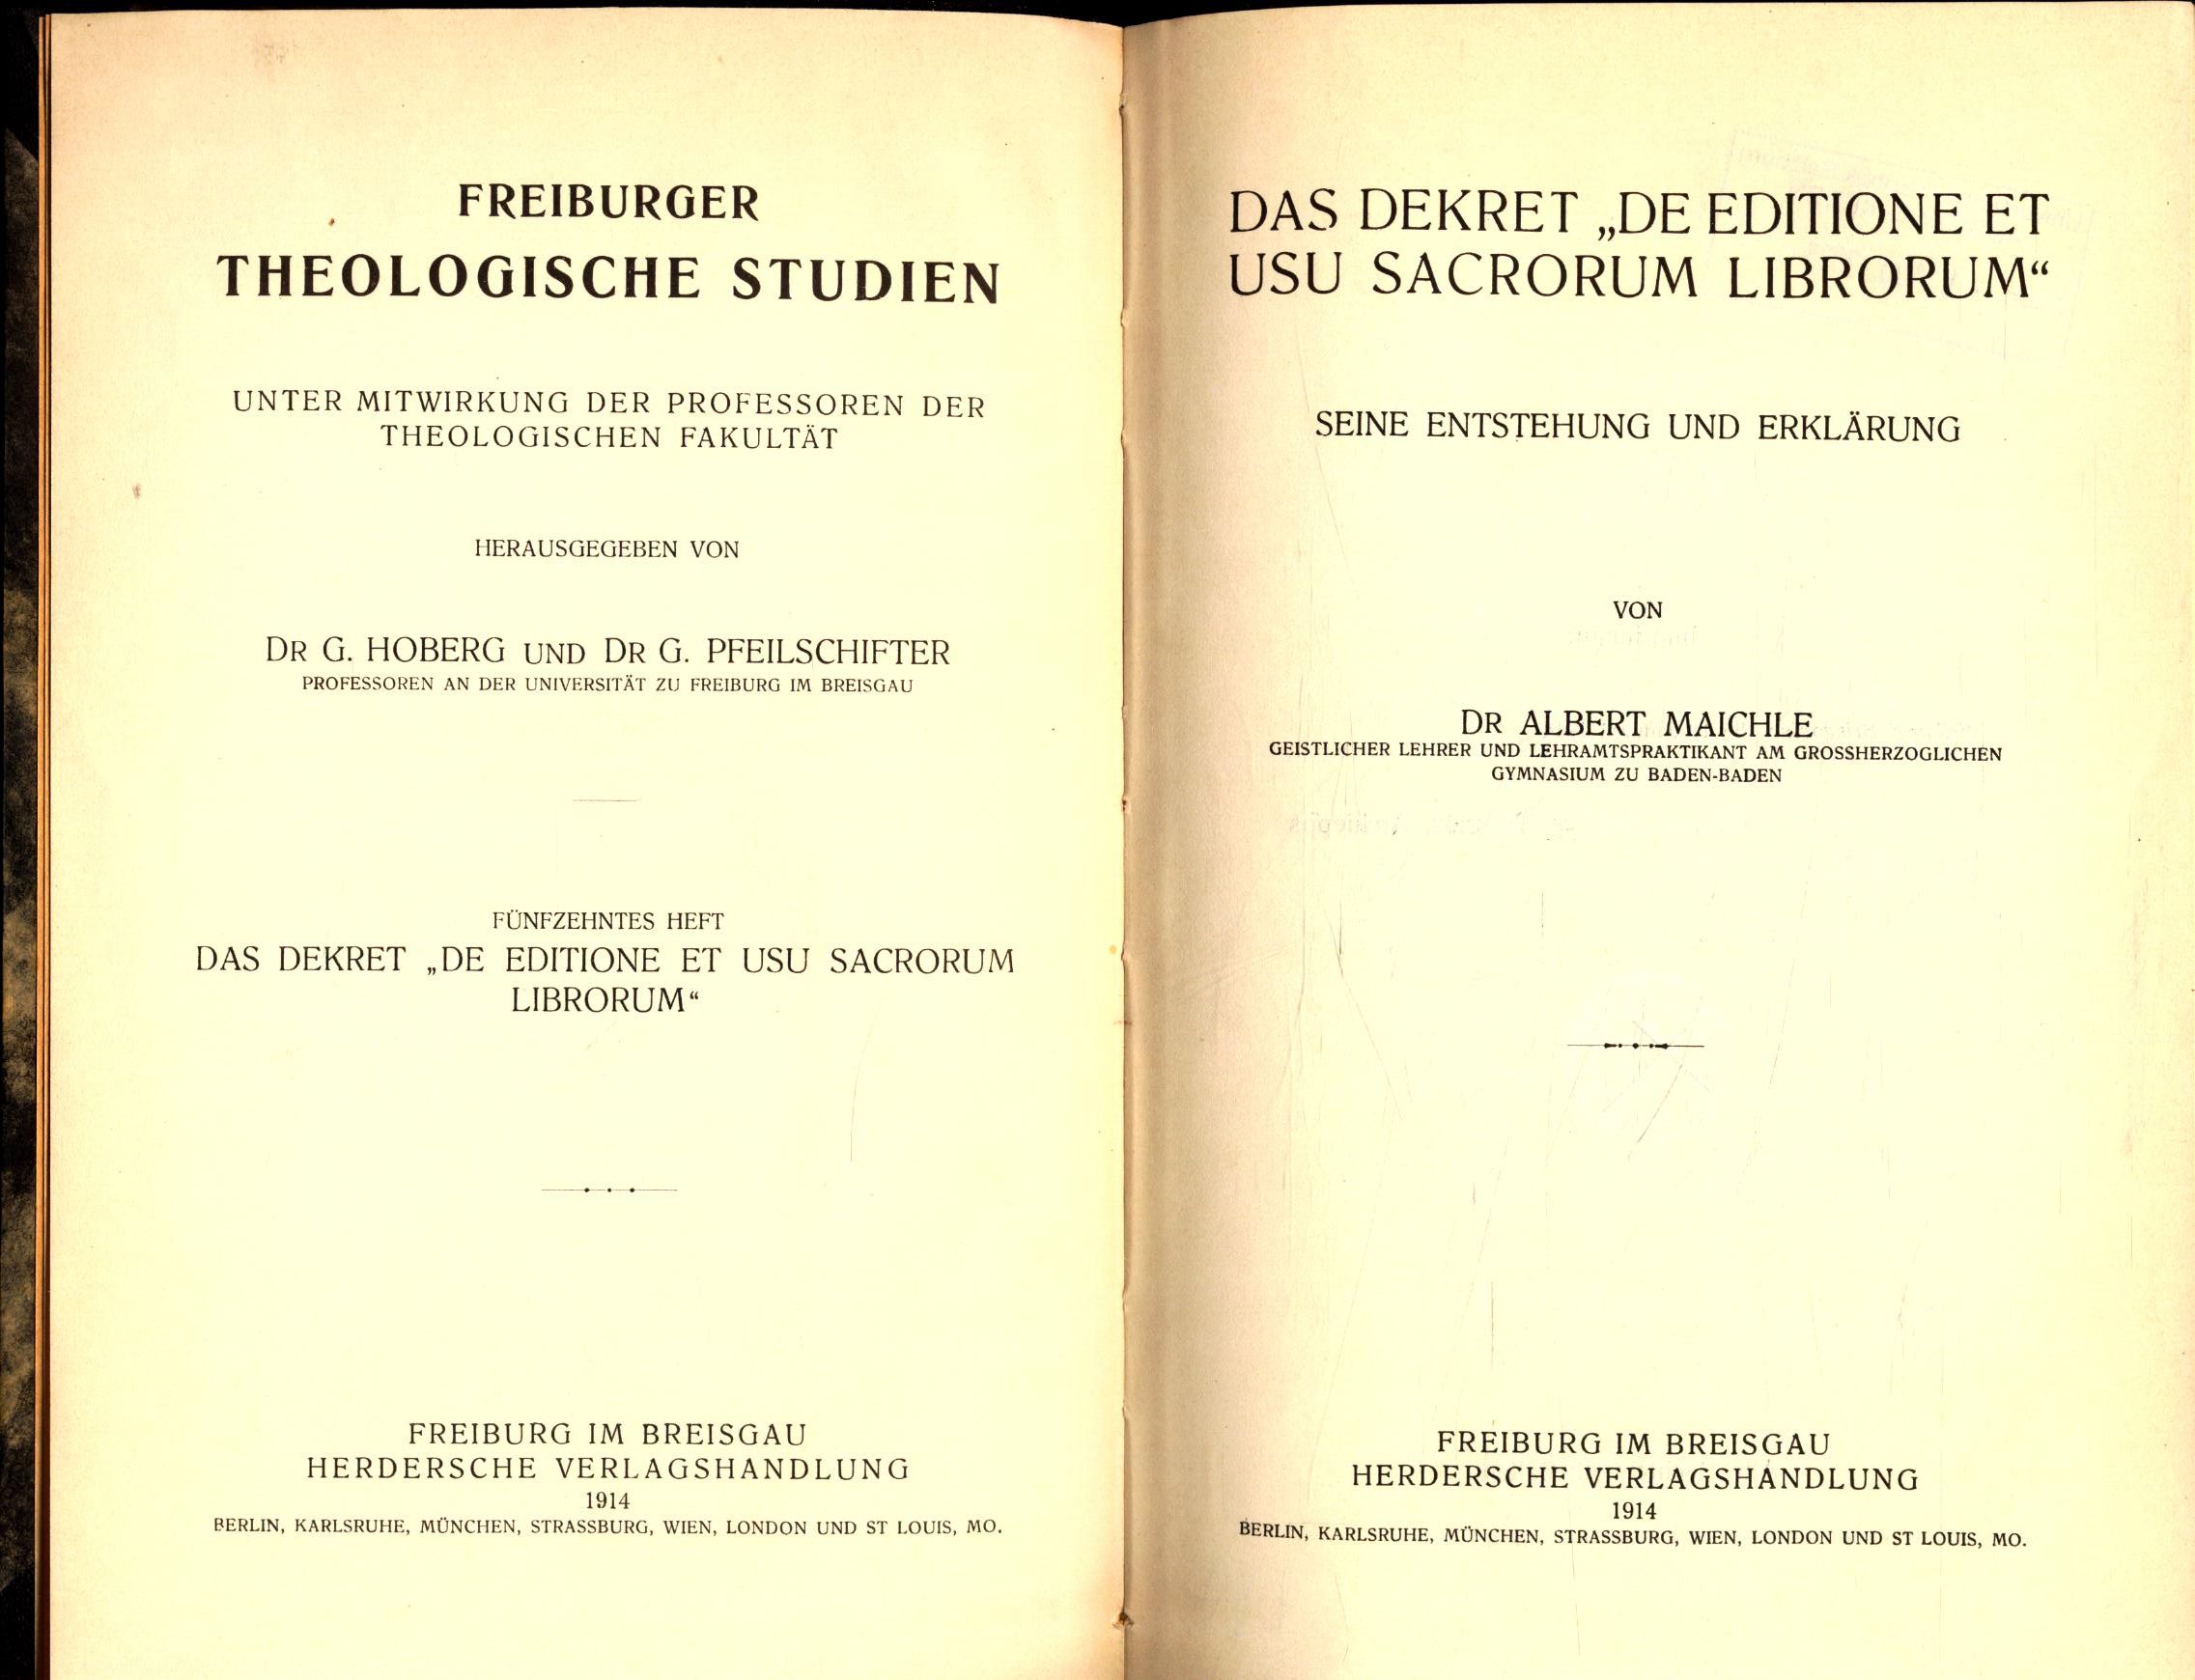 FREIBURGER
THEOLOGISCHE STUDIEN
UNTER MITWIRKUNG DER PROFESSOREN DER
THEOLOGISCHEN FAKULTÄT
HERAUSGEGEBEN VON
DR G. HOBERG UND DR G. PFEILSCHIFTER
PROFESSOREN AN DER UNIVERSITÄT ZU FREIBURG IM BREISGAU
FÜNFZEHNTES HEFT
DAS DEKRET „DE EDITIONE ET USU SACRORUM
LIBRORUM“
FREIBURG IM BREISGAU
HERDERSCHE VERLAGSHANDLUNG
1914
BERLIN, KARLSRUHE, MÜNCHEN, STRASSBURG, WIEN, LONDON UND ST LOUIS, MO.
DAS DEKRET „DE EDITIONE ET
USU SACRORUM LIBRORUM“
SEINE ENTSTEHUNG UND ERKLÄRUNG
VON
DR ALBERT MAICHLE
GEISTLICHER LEHRER UND LEHRAMTSPRAKTIKANT AM GROSSHERZOGLICHEN
GYMNASIUM ZU BADEN-BADEN
FREIBURG IM BREISGAU
HERDERSCHE VERLAGSHANDLUNG
1914
BERLIN, KARLSRUHE, MÜNCHEN, STRASSBURG, WIEN, LONDON UND ST LOUIS, MO.